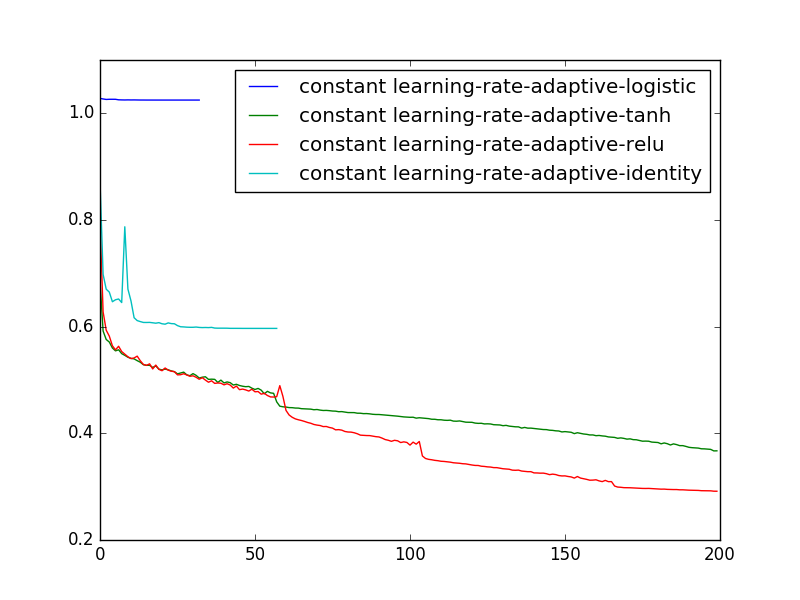 constant learning-rate-adaptive-logistic
constant learning-rate-adaptive-tanh
constant learning-rate-adaptive-relu
constant learning-rate-adaptive-identity
1.0
0.8
0.6
0.4
0.2
0 50 100 150 200